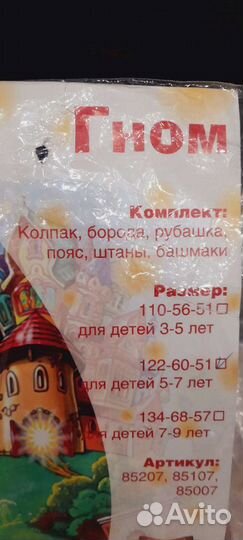 Гном
Комплект:
Колпак, борода, рубашка,
пояс, штаны, башмаки
Размер:
110-56-51
для детей 3-5 лет
122-60-51
для детей 5-7 лет
134-68-57
для детей 7-9 лет
Артикул:
85207, 85107,
85007
Avito